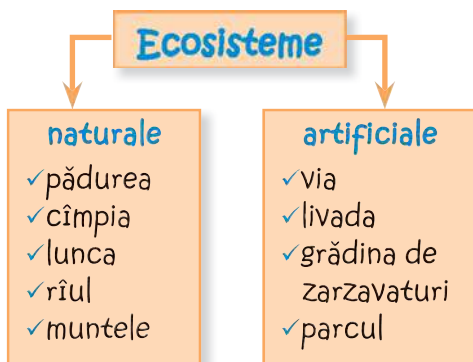 Ecosisteme
naturale
✓pădurea
✓cîmpia
✓lunca
✓rîul
✓muntele
artificiale
✓via
✓livada
✓grădina de
zarzavaturi
✓parcul